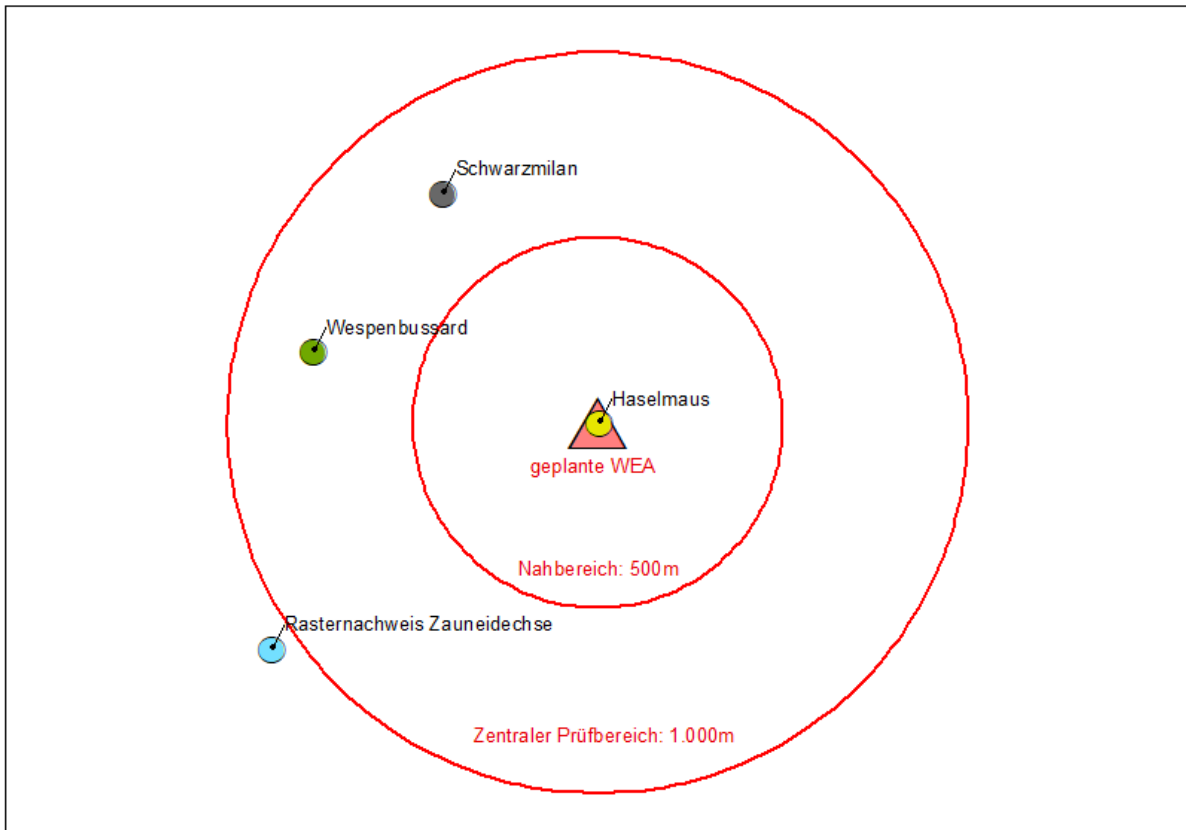 Schwarzmilan
Wespenbussard
Haselmaus
geplante WEA
Nahbereich: 500m
Rasternachweis Zauneidechse
Zentraler Prüfbereich: 1.000m